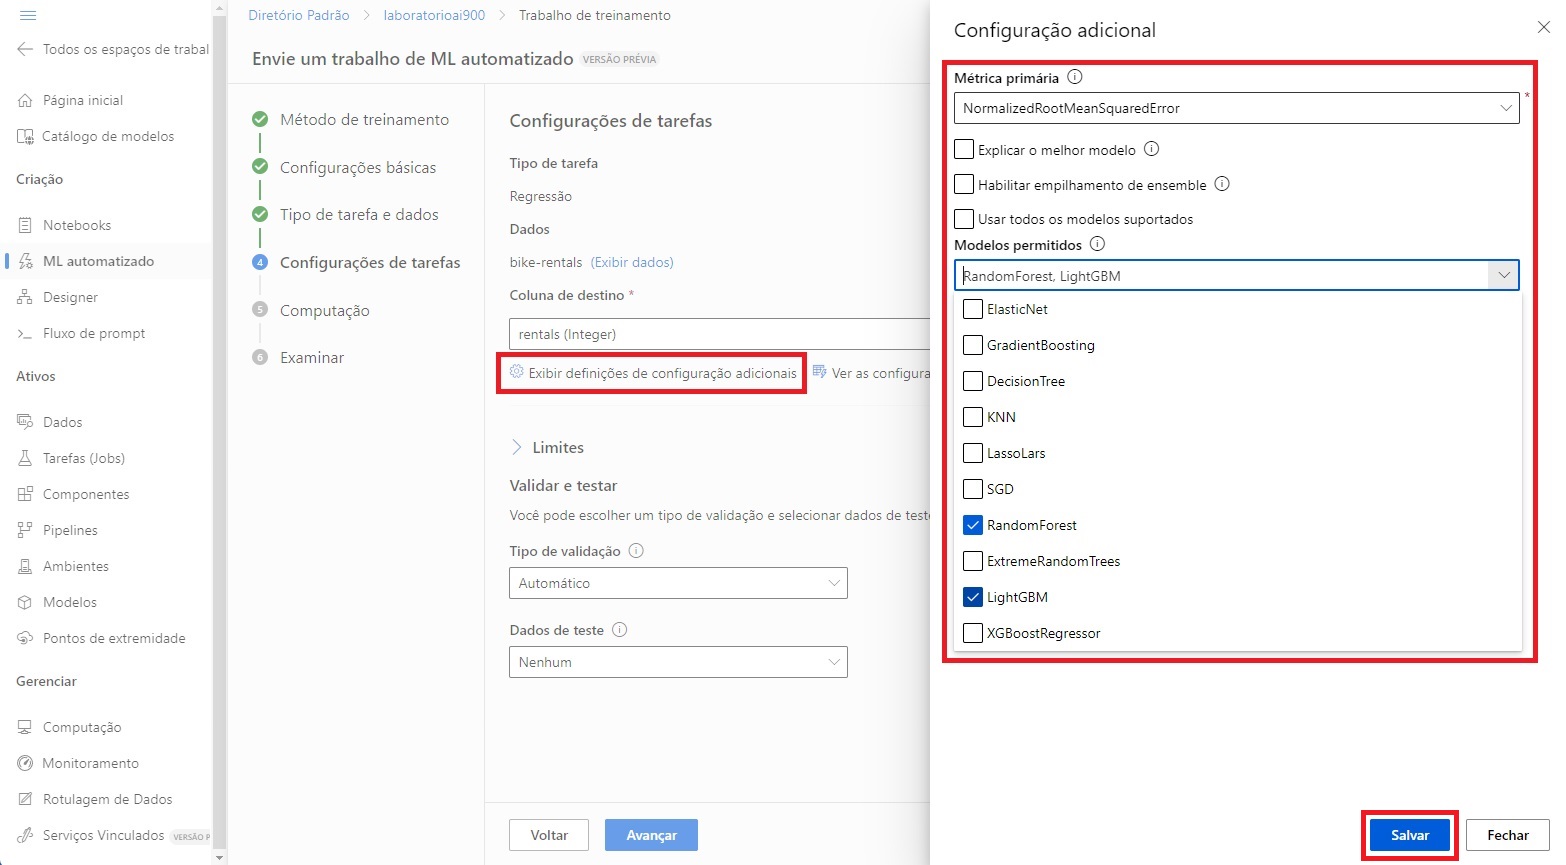 Todos os espaços de trabal
Página inicial
Catálogo de modelos
Criação
Notebooks
ML automatizado
Designer
Fluxo de prompt
Ativos
Dados
Tarefas (Jobs)
Componentes
Pipelines
Ambientes
Modelos
Pontos de extremidade
Gerenciar
Computação
Monitoramento
Rotulagem de Dados
Serviços Vinculados VERSÃO P
Diretório Padrão > laboratorioai900 > Trabalho de treinamento
Envie um trabalho de ML automatizado VERSÃO PRÉVIA
Método de treinamento
Configurações básicas
Tipo de tarefa e dados
4 Configurações de tarefas
5 Computação
6 Examinar
Configurações de tarefas
Tipo de tarefa
Regressão
Dados
bike-rentals (Exibir dados)
Coluna de destino *
rentals (Integer)
Exibir definições de configuração adicionais Ver as configura
Limites
Validar e testar
Você pode escolher um tipo de validação e selecionar dados de teste
Tipo de validação
Automático
Dados de teste
Nenhum
Voltar Avançar
Configuração adicional
Métrica primária
NormalizedRootMeanSquaredError *
Explicar o melhor modelo
Habilitar empilhamento de ensemble
Usar todos os modelos suportados
Modelos permitidos
RandomForest, LightGBM
ElasticNet
GradientBoosting
DecisionTree
KNN
LassoLars
SGD
RandomForest
ExtremeRandomTrees
LightGBM
XGBoostRegressor
Salvar Fechar